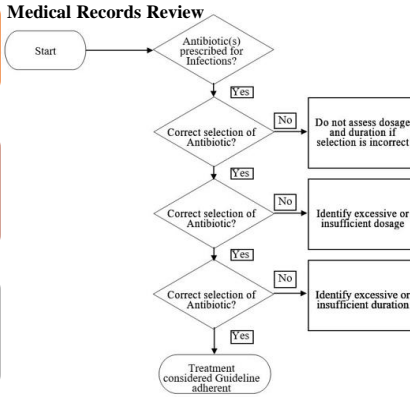 Medical Records Review
Start
Antibiotic(s)
prescribed for
Infections?
Yes
Correct selection of
Antibiotic?
No
Do not assess dosage
and duration if
selection is incorrect
Yes
Correct selection of
Antibiotic?
No
Identify excessive or
insufficient dosage
Yes
Correct selection of
Antibiotic?
No
Identify excessive or
insufficient duration
Yes
Treatment
considered Guideline
adherent